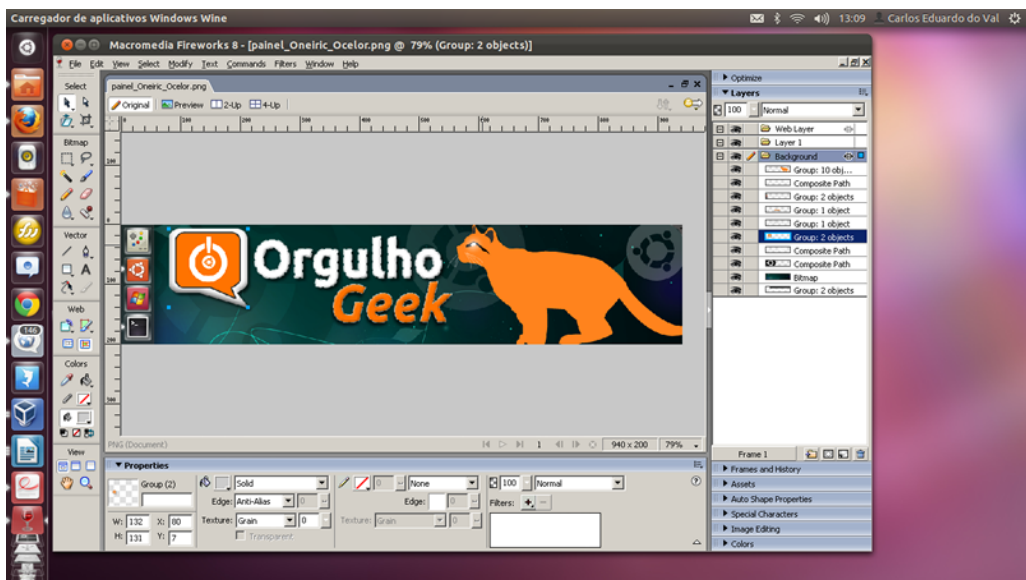 Carregador de aplicativos Windows Wine
13:09 Carlos Eduardo do Val
Macromedia Fireworks 8 - [painel_Oneiric_Ocelor.png @ 79% (Group: 2 objects)]
File Edit View Select Modify Text Commands Filters Window Help
Select
painel_Oneiric_Ocelor.png
Original Preview 2-Up 4-Up
Bitmap
Vector
Web
Colors
View
Orgulho
Geek
146
PNG (Document)
1 940 x 200 79%
Properties
Group (2)
Solid
None
100 Normal
Edge: Anti-Alias 0
Edge: 0
Filters:
W: 132 X: 80
Texture: Grain 0
Texture: Grain 0
H: 131 Y: 7
Transparent
Optimize
Layers
100 Normal
Web Layer
Layer 1
Background
Group: 10 obj...
Composite Path
Group: 2 objects
Group: 1 object
Group: 1 object
Group: 2 objects
Composite Path
Composite Path
Bitmap
Group: 2 objects
Frame 1
Frames and History
Assets
Auto Shape Properties
Special Characters
Image Editing
Colors